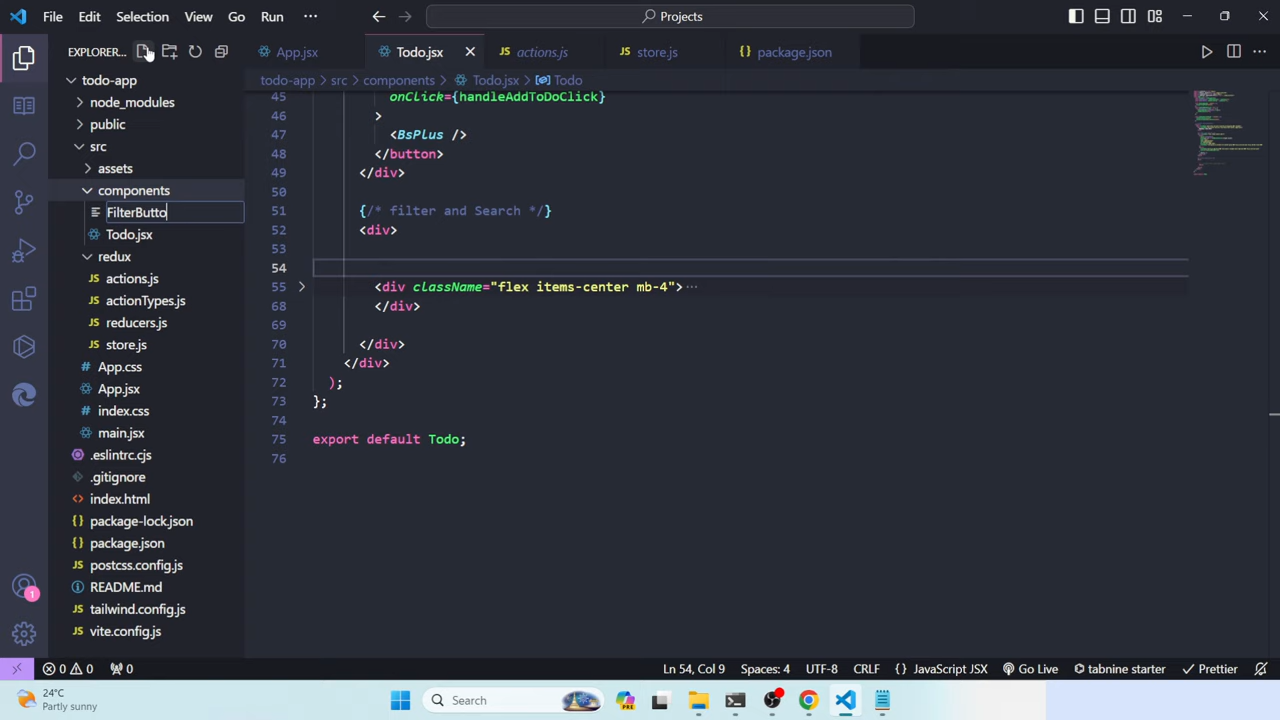 File Edit Selection View Go Run ··· Projects
EXPLORER...
App.jsx Todo.jsx actions.js store.js package.json
todo-app > src > components > Todo.jsx > Todo
todo-app
node_modules
public
src
assets
components
FilterButto
Todo.jsx
redux
actions.js
actionTypes.js
reducers.js
store.js
App.css
App.jsx
index.css
main.jsx
.eslintrc.cjs
.gitignore
index.html
package-lock.json
package.json
postcss.config.js
README.md
tailwind.config.js
vite.config.js
45 onClick={handleAddToDoClick}
46 >
47 <BsPlus />
48 </button>
49 </div>
50
51 {/* filter and Search */}
52 <div>
53
54
55 <div className="flex items-center mb-4"> ···
68 </div>
69
70 </div>
71 </div>
72 );
73 };
74
75 export default Todo;
76
1
0 0 0 Ln 54, Col 9 Spaces: 4 UTF-8 CRLF {} JavaScript JSX Go Live tabnine starter Prettier
24°C
Partly sunny
Search
PRE